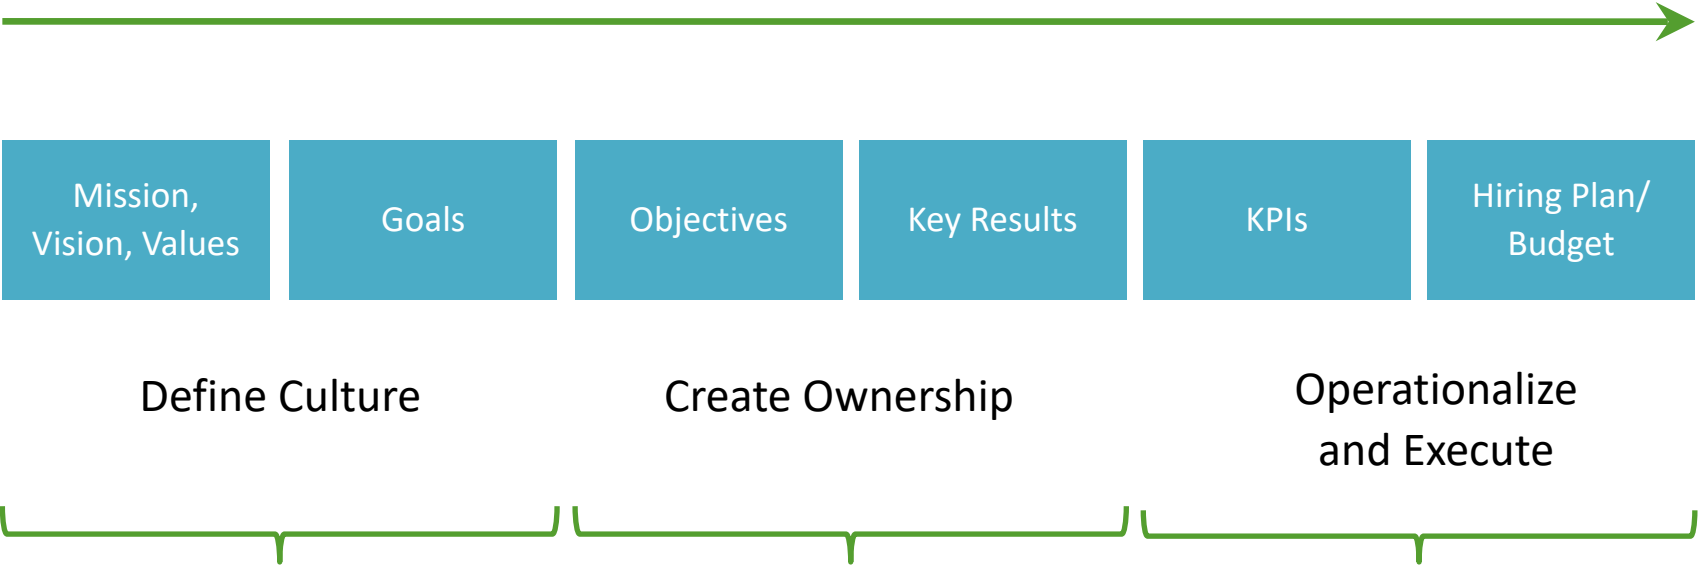 Mission,
Vision, Values
Goals
Objectives
Key Results
KPIs
Hiring Plan/
Budget
Define Culture
Create Ownership
Operationalize
and Execute